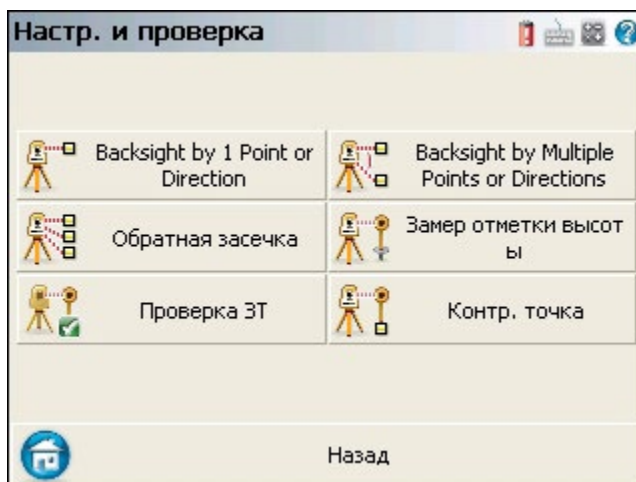 Настр. и проверка
Backsight by 1 Point or
Direction
Backsight by Multiple
Points or Directions
Обратная засечка
Замер отметки высот
ы
Проверка ЗТ
Контр. точка
Назад